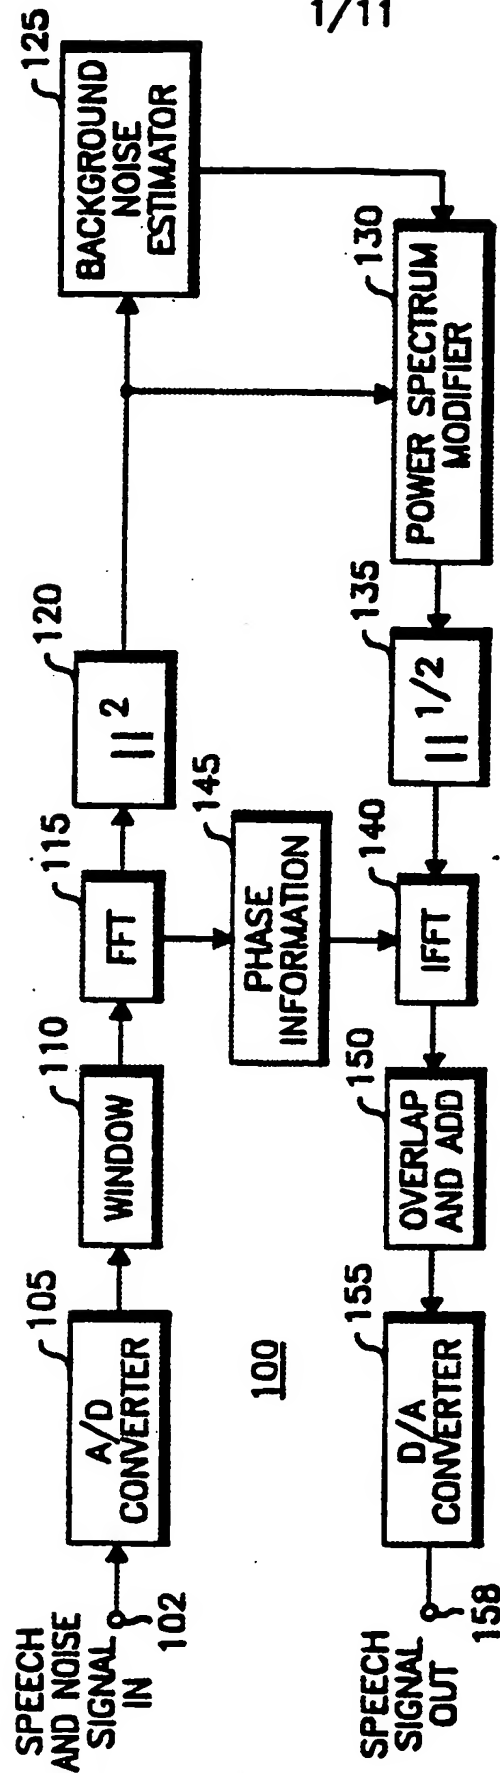 1/11
SPEECH
AND NOISE
SIGNAL
IN
102
A/D
CONVERTER
105
WINDOW
110
FFT
115
||²
120
BACKGROUND
NOISE
ESTIMATOR
125
PHASE
INFORMATION
145
100
POWER SPECTRUM
MODIFIER
130
||1/2
135
IFFT
140
OVERLAP
AND ADD
150
D/A
CONVERTER
155
SPEECH
SIGNAL
OUT
158